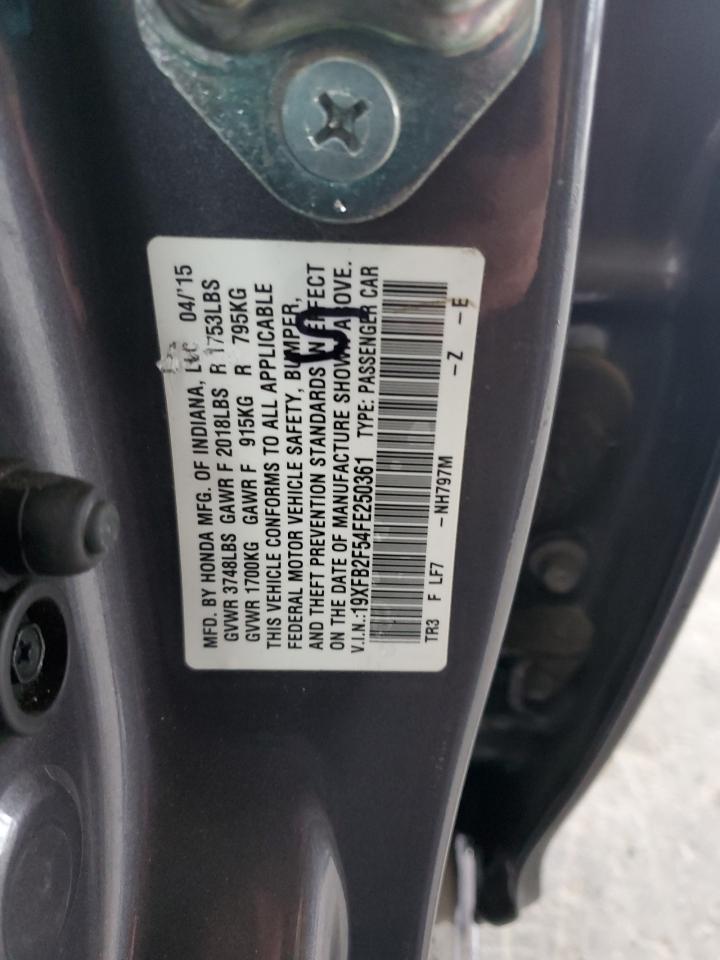 MFD. BY HONDA MFG. OF INDIANA, LLC 04/'15
GVWR 3748LBS GAWR F 2018LBS R 1753LBS
GVWR 1700KG GAWR F 915KG R 795KG
THIS VEHICLE CONFORMS TO ALL APPLICABLE
FEDERAL MOTOR VEHICLE SAFETY, BUMPER,
AND THEFT PREVENTION STANDARDS IN EFFECT
ON THE DATE OF MANUFACTURE SHOWN ABOVE.
V.I.N.:19XFB2F54FE250361 TYPE: PASSENGER CAR
TR3 F LF7 -NH797M -Z -E
S